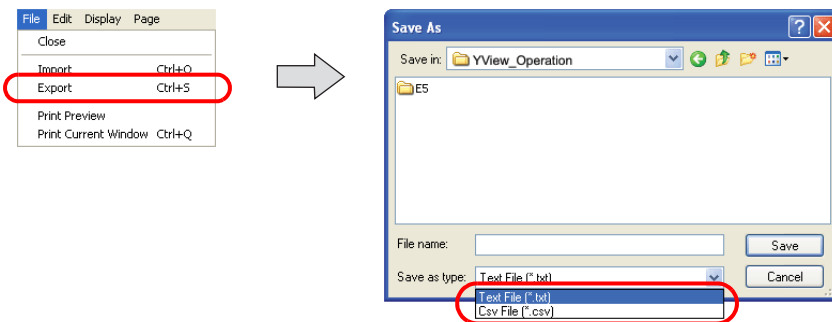 File Edit Display Page
Close
Import Ctrl+O
Export Ctrl+S
Print Preview
Print Current Window Ctrl+Q
Save As
Save in: YView_Operation
E5
File name:
Save
Save as type: Text File (*.txt)
Cancel
Text File (*.txt)
Csv File (*.csv)